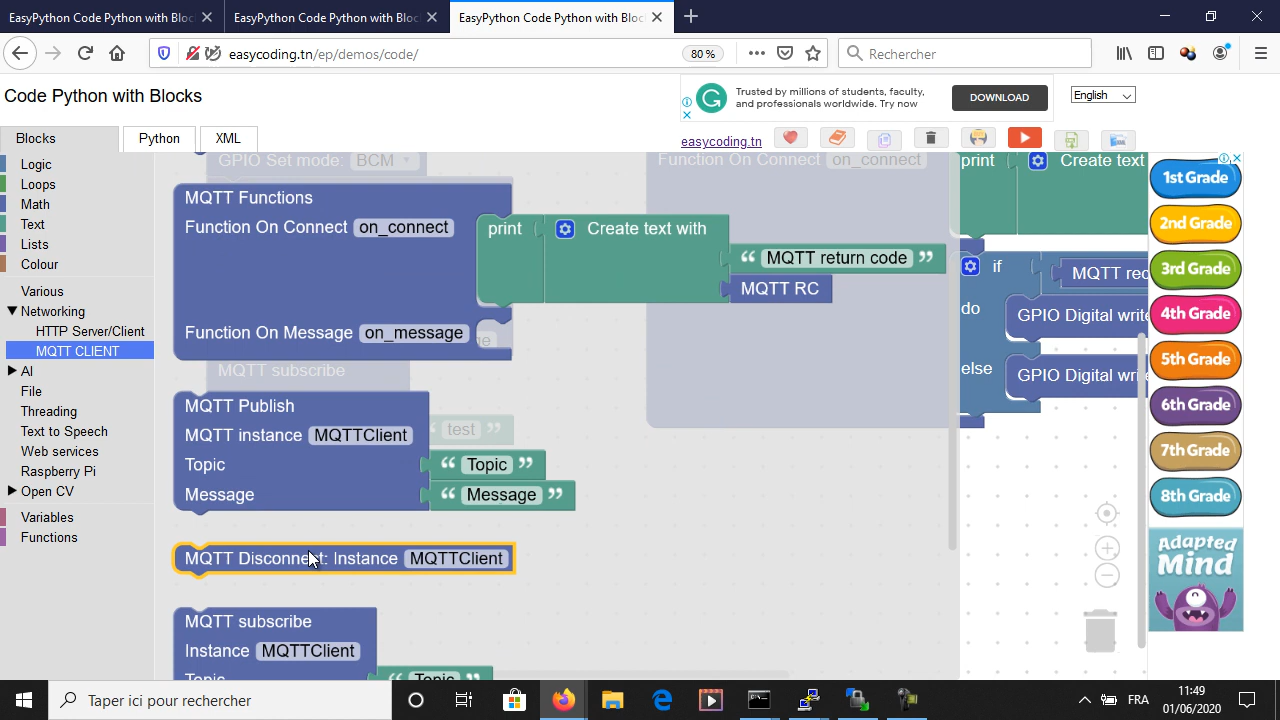 EasyPython Code Python with Bloc
EasyPython Code Python with Bloc
EasyPython Code Python with Bloc
easycoding.tn/ep/demos/code/
80 %
Rechercher
Code Python with Blocks
Trusted by millions of students, faculty,
and professionals worldwide. Try now
DOWNLOAD
English
Blocks
Python
XML
easycoding.tn
Logic
Loops
Math
Text
Lists
Colour
Various
Networking
HTTP Server/Client
MQTT CLIENT
AI
File
Threading
Text to Speech
Web services
Raspberry Pi
Open CV
Variables
Functions
GPIO Set mode: BCM
MQTT Functions
Function On Connect on_connect
print
Create text with
“ MQTT return code ”
MQTT RC
Function On Message on_message
MQTT subscribe
MQTT Publish
MQTT instance MQTTClient
“ test ”
Topic “ Topic ”
Message “ Message ”
MQTT Disconnect: Instance MQTTClient
MQTT subscribe
Instance MQTTClient
Topic “ Topic ”
Function On Connect on_connect
print Create text
if MQTT rec
do GPIO Digital write
else GPIO Digital wri
1st Grade
2nd Grade
3rd Grade
4th Grade
5th Grade
6th Grade
7th Grade
8th Grade
Adapted
Mind
Taper ici pour rechercher
FRA
11:49
01/06/2020